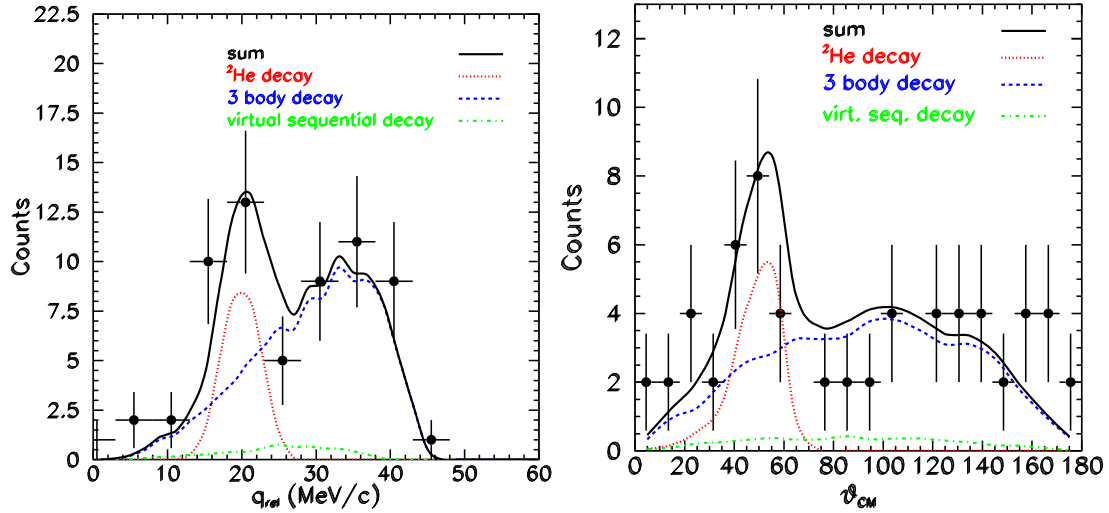 22.5
20
17.5
15
12.5
10
7.5
5
2.5
0
Counts
sum
²He decay
3 body decay
virtual sequential decay
0 10 20 30 40 50 60
q_rel (MeV/c)
12
10
8
6
4
2
0
Counts
sum
²He decay
3 body decay
virt. seq. decay
0 20 40 60 80 100 120 140 160 180
ϑ_CM